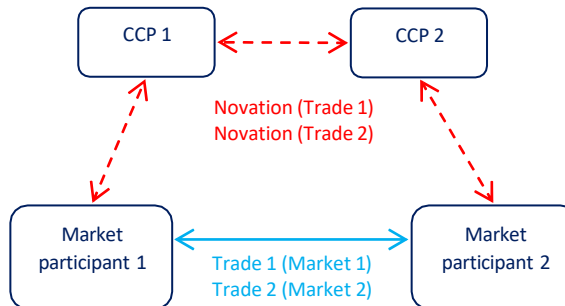 CCP 1
CCP 2
Novation (Trade 1)
Novation (Trade 2)
Market
participant 1
Market
participant 2
Trade 1 (Market 1)
Trade 2 (Market 2)